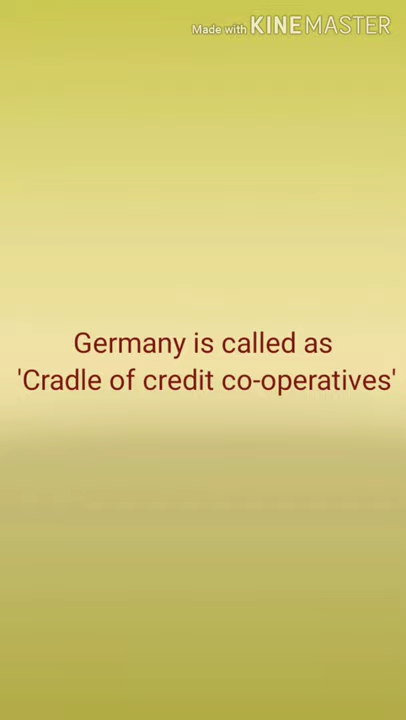 Made with KINEMASTER
Germany is called as
'Cradle of credit co-operatives'